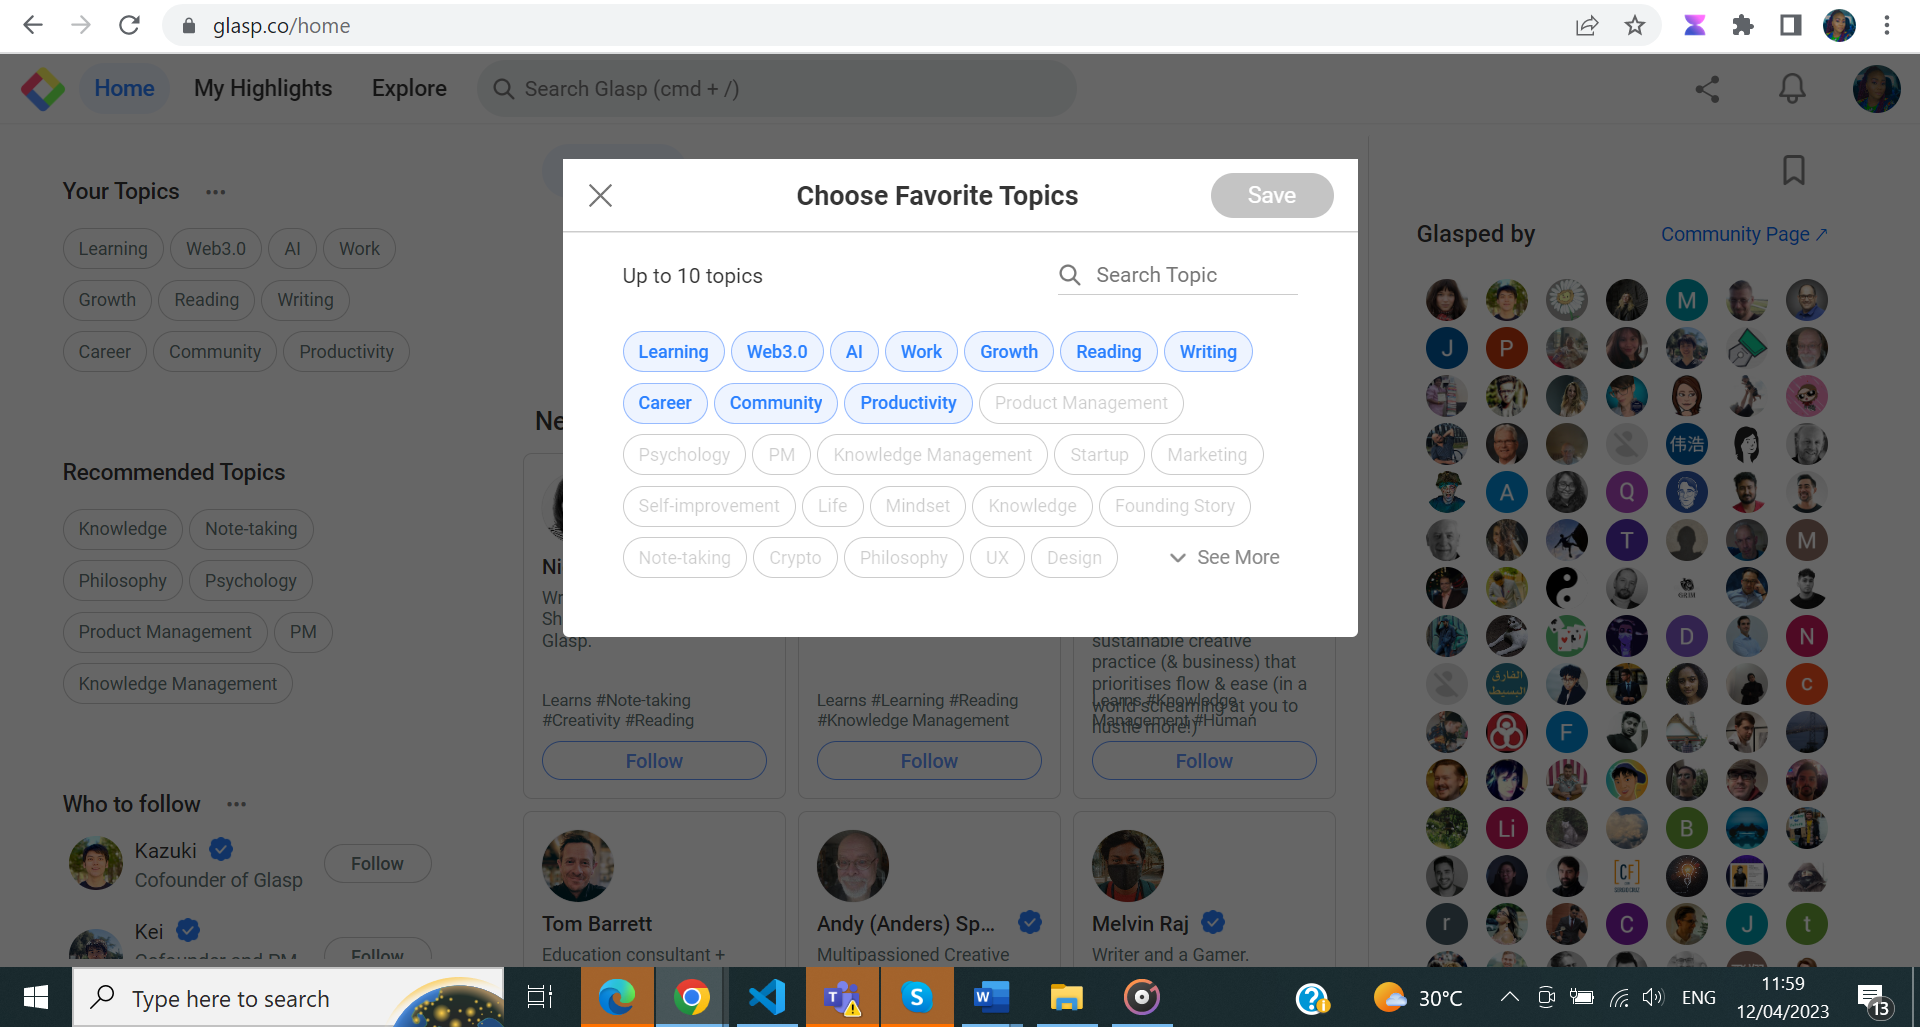 glasp.co/home
Home My Highlights Explore Search Glasp (cmd + /)
Your Topics
Learning Web3.0 AI Work
Growth Reading Writing
Career Community Productivity
Recommended Topics
Knowledge Note-taking
Philosophy Psychology
Product Management PM
Knowledge Management
Who to follow
Kazuki
Cofounder of Glasp
Follow
Kei
Cofounder and PM
Follow
Choose Favorite Topics
Save
Up to 10 topics
Search Topic
Learning Web3.0 AI Work Growth Reading Writing
Career Community Productivity Product Management
Psychology PM Knowledge Management Startup Marketing
Self-improvement Life Mindset Knowledge Founding Story
Note-taking Crypto Philosophy UX Design See More
Ne
Ni
Wr
Sh
Glasp.
Learns #Note-taking
#Creativity #Reading
Follow
Learns #Learning #Reading
#Knowledge Management
Follow
sustainable creative
practice (& business) that
prioritises flow & ease (in a
world screaming at you to
hustle more!)
Learns #Knowledge
Management #Human
Follow
Tom Barrett
Education consultant +
Andy (Anders) Sp...
Multipassioned Creative
Melvin Raj
Writer and a Gamer.
Glasped by
Community Page ↗
M
J P
伟浩
A Q
T M
D N
الفارق
البسيط
C
F
Li B
CF
r C J t
Type here to search
30°C
ENG
11:59
12/04/2023
13